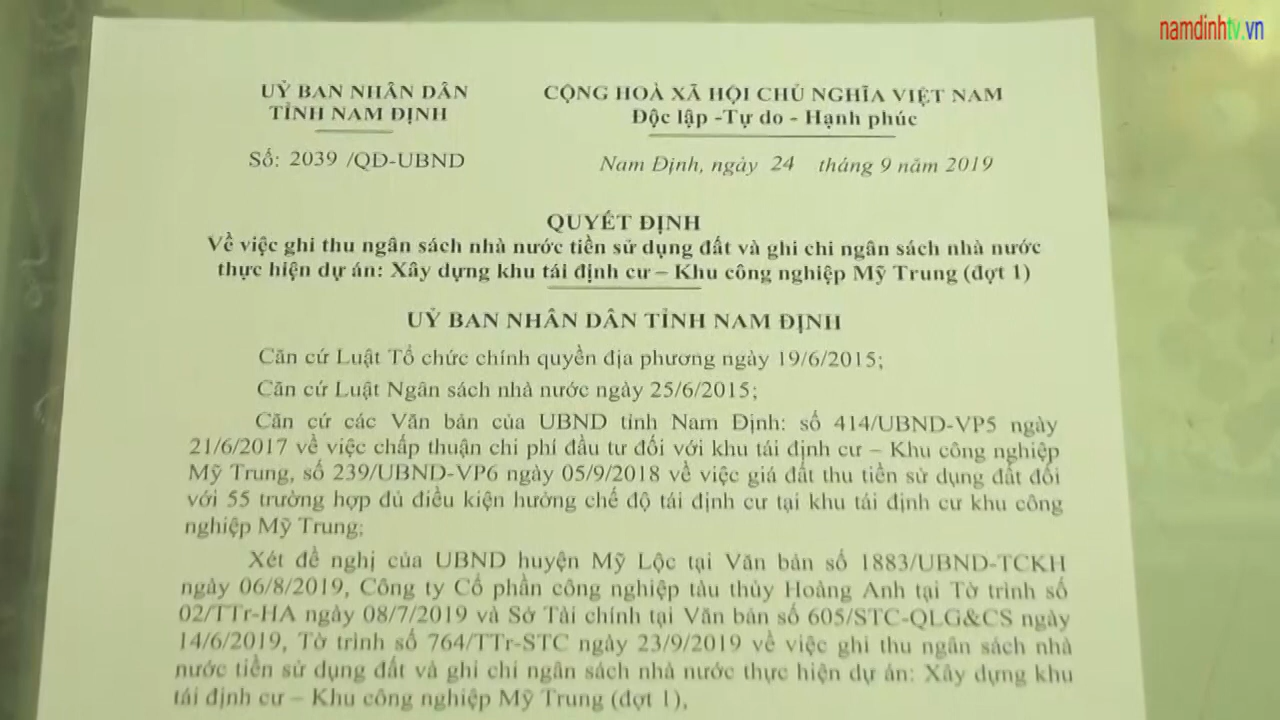 namdinhtv.vn
UỶ BAN NHÂN DÂN
TỈNH NAM ĐỊNH
CỘNG HOÀ XÃ HỘI CHỦ NGHĨA VIỆT NAM
Độc lập -Tự do - Hạnh phúc
Số: 2039 /QĐ-UBND
Nam Định, ngày 24 tháng 9 năm 2019
QUYẾT ĐỊNH
Về việc ghi thu ngân sách nhà nước tiền sử dụng đất và ghi chi ngân sách nhà nước
thực hiện dự án: Xây dựng khu tái định cư – Khu công nghiệp Mỹ Trung (đợt 1)
UỶ BAN NHÂN DÂN TỈNH NAM ĐỊNH
Căn cứ Luật Tổ chức chính quyền địa phương ngày 19/6/2015;
Căn cứ Luật Ngân sách nhà nước ngày 25/6/2015;
Căn cứ các Văn bản của UBND tỉnh Nam Định: số 414/UBND-VP5 ngày
21/6/2017 về việc chấp thuận chi phí đầu tư đối với khu tái định cư – Khu công nghiệp
Mỹ Trung, số 239/UBND-VP6 ngày 05/9/2018 về việc giá đất thu tiền sử dụng đất đối
với 55 trường hợp đủ điều kiện hưởng chế độ tái định cư tại khu tái định cư khu công
nghiệp Mỹ Trung;
Xét đề nghị của UBND huyện Mỹ Lộc tại Văn bản số 1883/UBND-TCKH
ngày 06/8/2019, Công ty Cổ phần công nghiệp tàu thủy Hoàng Anh tại Tờ trình số
02/TTr-HA ngày 08/7/2019 và Sở Tài chính tại Văn bản số 605/STC-QLG&CS ngày
14/6/2019, Tờ trình số 764/TTr-STC ngày 23/9/2019 về việc ghi thu ngân sách nhà
nước tiền sử dụng đất và ghi chi ngân sách nhà nước thực hiện dự án: Xây dựng khu
tái định cư – Khu công nghiệp Mỹ Trung (đợt 1),